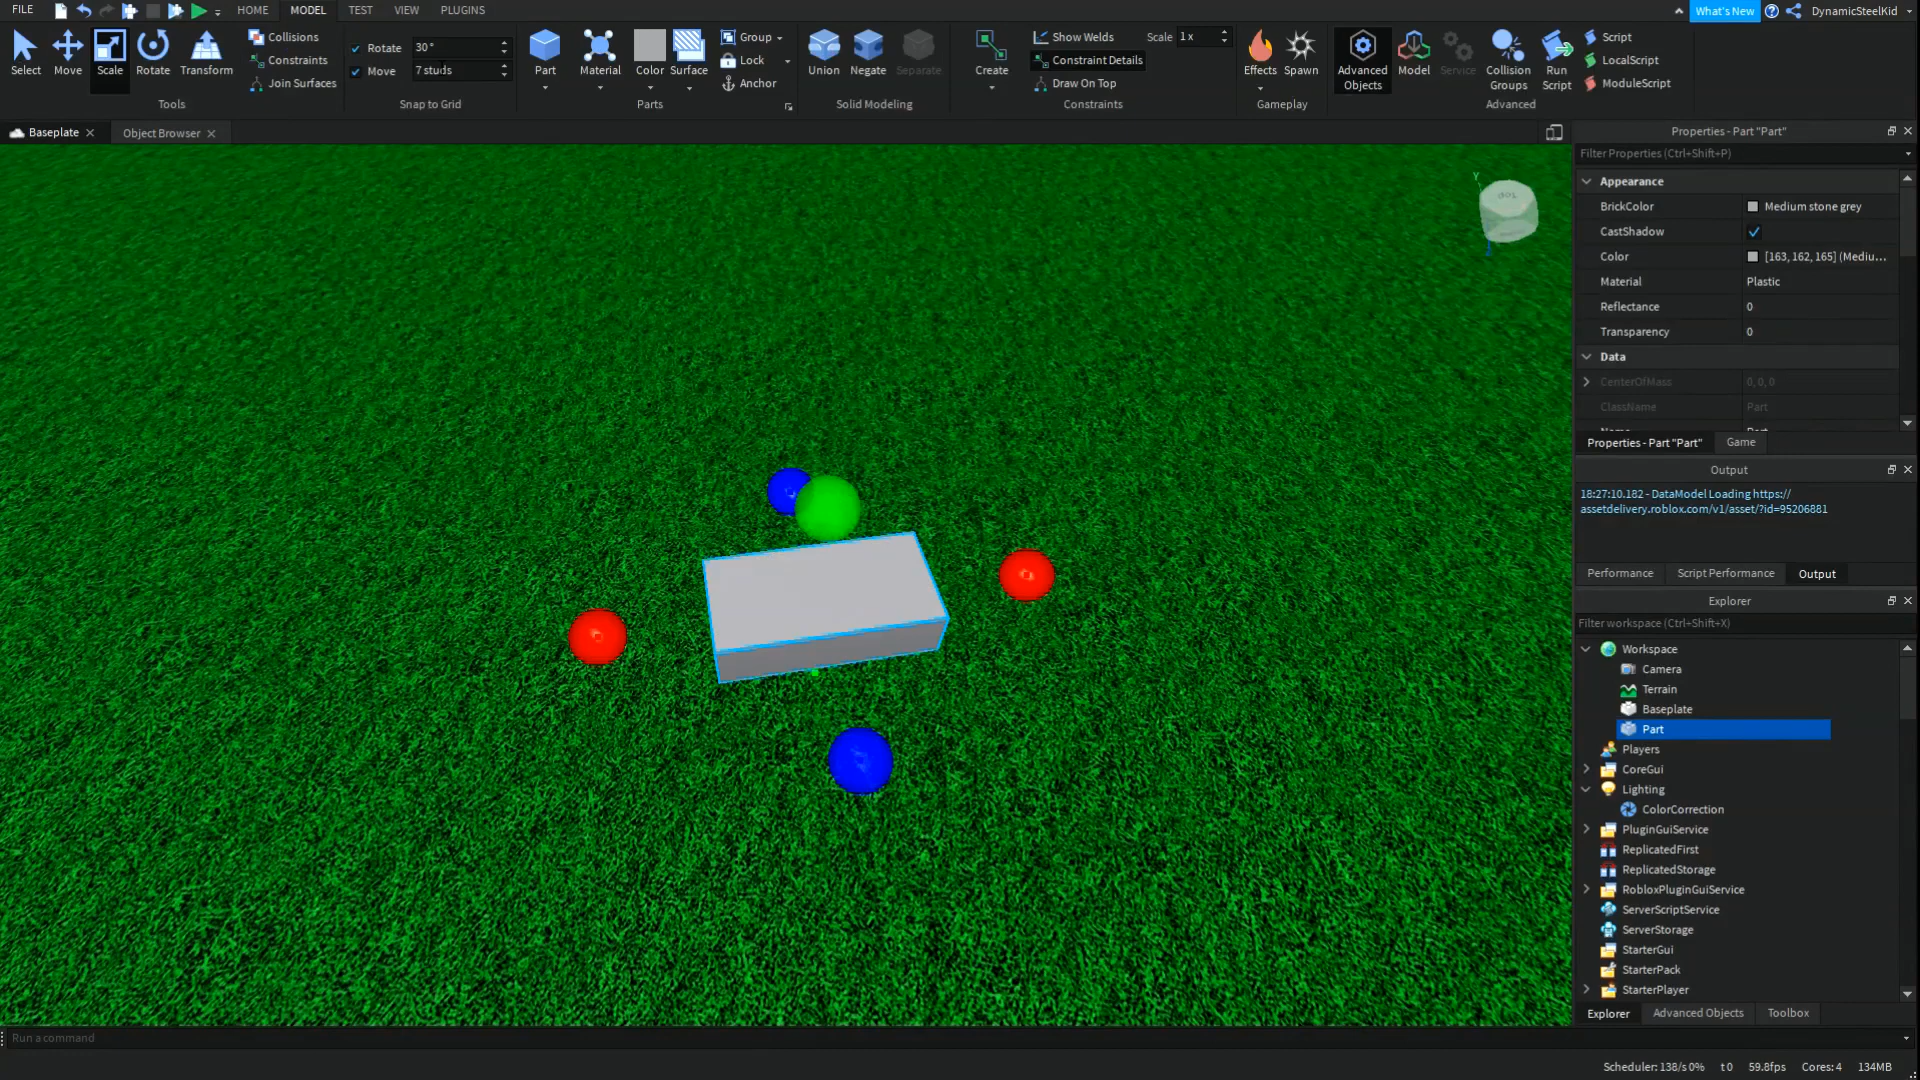 FILE HOME MODEL TEST VIEW PLUGINS What's New DynamicSteelKid
Select Move Scale Rotate Transform
Collisions
Constraints
Join Surfaces
Tools
Rotate 30°
Move 7 studs
Snap to Grid
Part Material Color Surface
Group
Lock
Anchor
Parts
Union Negate Separate
Solid Modeling
Create
Show Welds Scale 1 x
Constraint Details
Draw On Top
Constraints
Effects Spawn
Gameplay
Advanced Objects Model Service Collision Groups Run Script
Script
LocalScript
ModuleScript
Advanced
Baseplate Object Browser
Y
TOP
Properties - Part "Part"
Filter Properties (Ctrl+Shift+P)
Appearance
BrickColor Medium stone grey
CastShadow
Color [163, 162, 165] (Mediu...
Material Plastic
Reflectance 0
Transparency 0
Data
CenterOfMass 0, 0, 0
ClassName Part
Properties - Part "Part" Game
Output
18:27:10.182 - DataModel Loading https://
assetdelivery.roblox.com/v1/asset/?id=95206881
Performance Script Performance Output
Explorer
Filter workspace (Ctrl+Shift+X)
Workspace
Camera
Terrain
Baseplate
Part
Players
CoreGui
Lighting
ColorCorrection
PluginGuiService
ReplicatedFirst
ReplicatedStorage
RobloxPluginGuiService
ServerScriptService
ServerStorage
StarterGui
StarterPack
StarterPlayer
Explorer Advanced Objects Toolbox
Run a command
Scheduler: 138/s 0% t 0 59.8fps Cores: 4 134MB